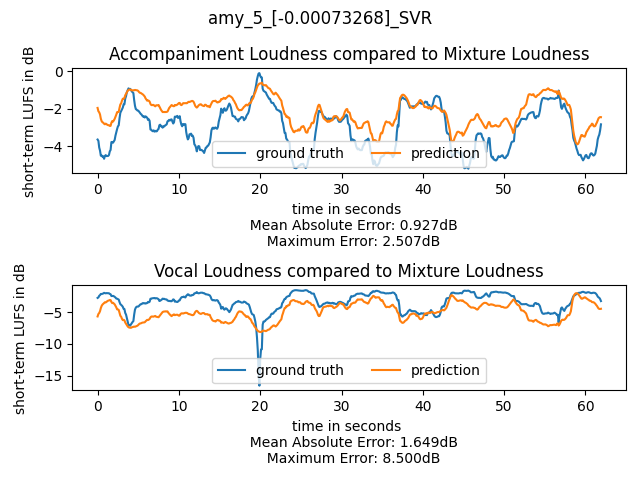 amy_5_[-0.00073268]_SVR
Accompaniment Loudness compared to Mixture Loudness
short-term LUFS in dB
0
−2
−4
ground truth
prediction
0 10 20 30 40 50 60
time in seconds
Mean Absolute Error: 0.927dB
Maximum Error: 2.507dB
Vocal Loudness compared to Mixture Loudness
short-term LUFS in dB
−5
−10
−15
ground truth
prediction
0 10 20 30 40 50 60
time in seconds
Mean Absolute Error: 1.649dB
Maximum Error: 8.500dB